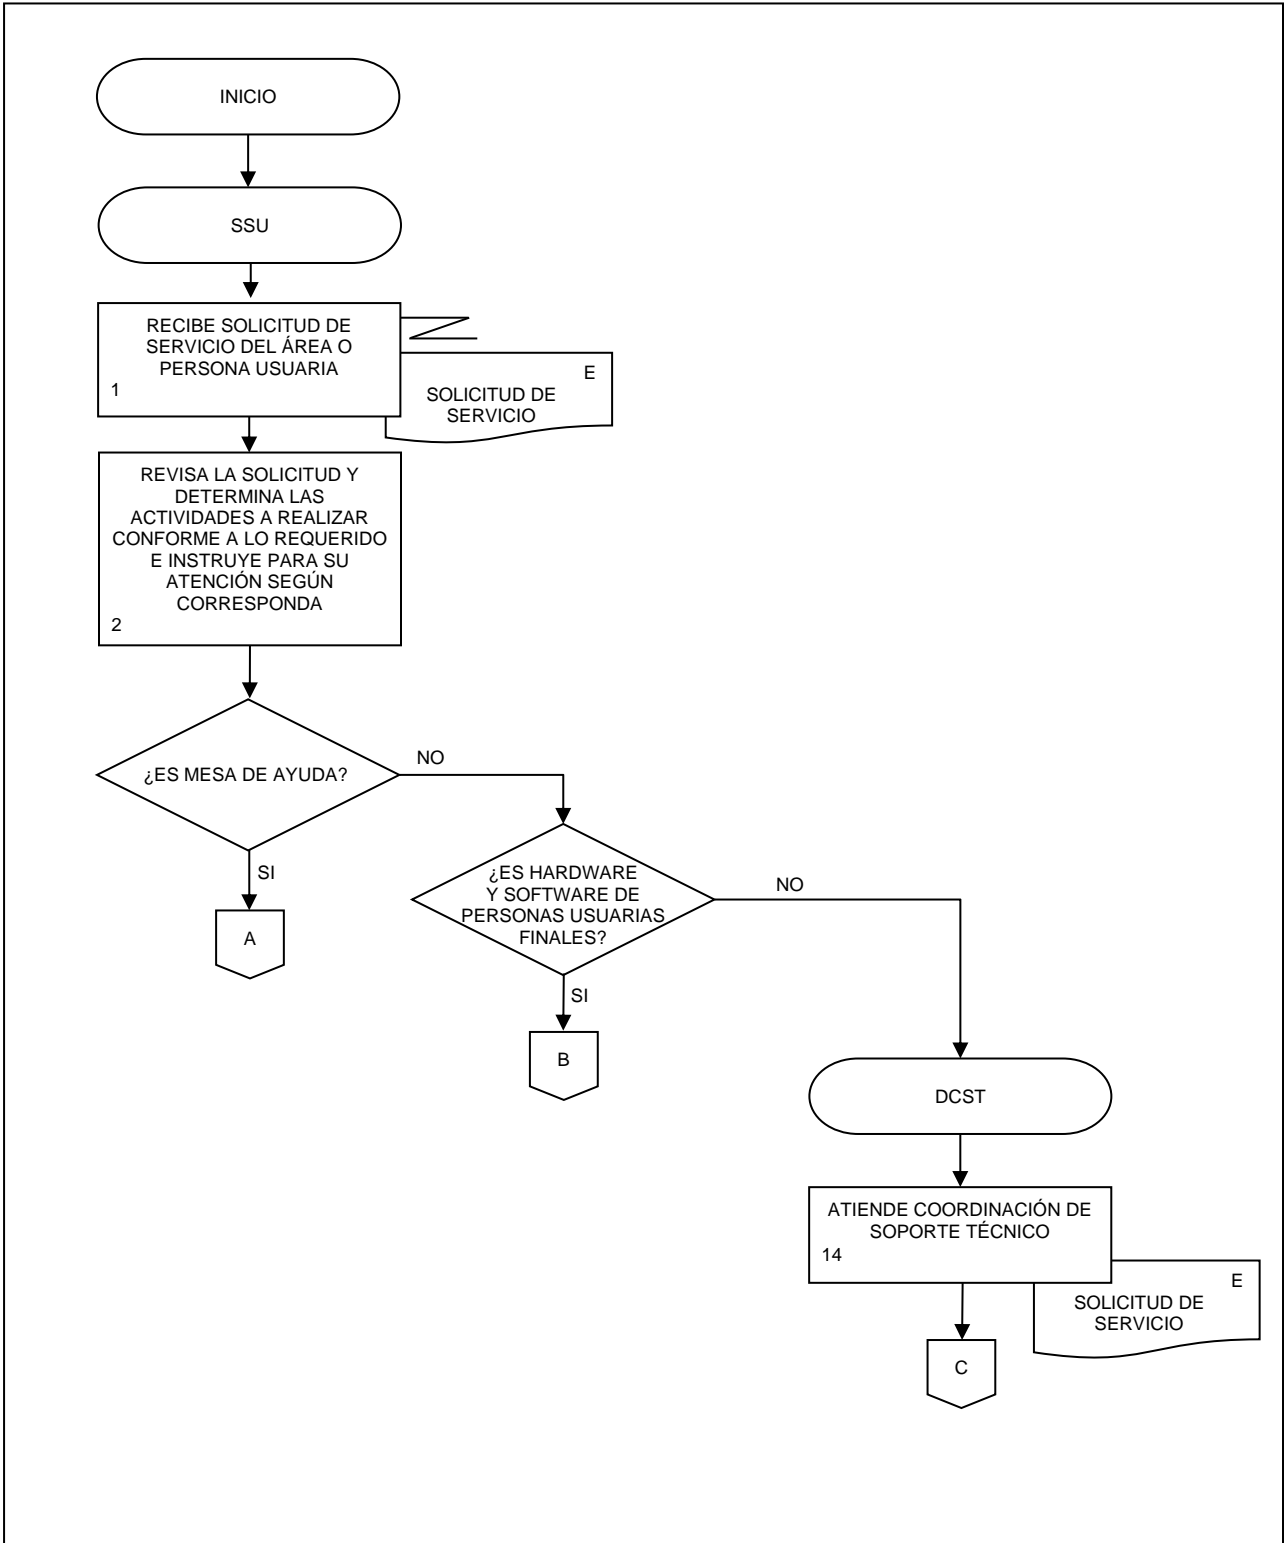 INICIO
SSU
RECIBE SOLICITUD DE
SERVICIO DEL ÁREA O
PERSONA USUARIA
1
E
SOLICITUD DE
SERVICIO
REVISA LA SOLICITUD Y
DETERMINA LAS
ACTIVIDADES A REALIZAR
CONFORME A LO REQUERIDO
E INSTRUYE PARA SU
ATENCIÓN SEGÚN
CORRESPONDA
2
¿ES MESA DE AYUDA?
NO
SI
A
¿ES HARDWARE
Y SOFTWARE DE
PERSONAS USUARIAS
FINALES?
NO
SI
B
DCST
ATIENDE COORDINACIÓN DE
SOPORTE TÉCNICO
14
E
SOLICITUD DE
SERVICIO
C